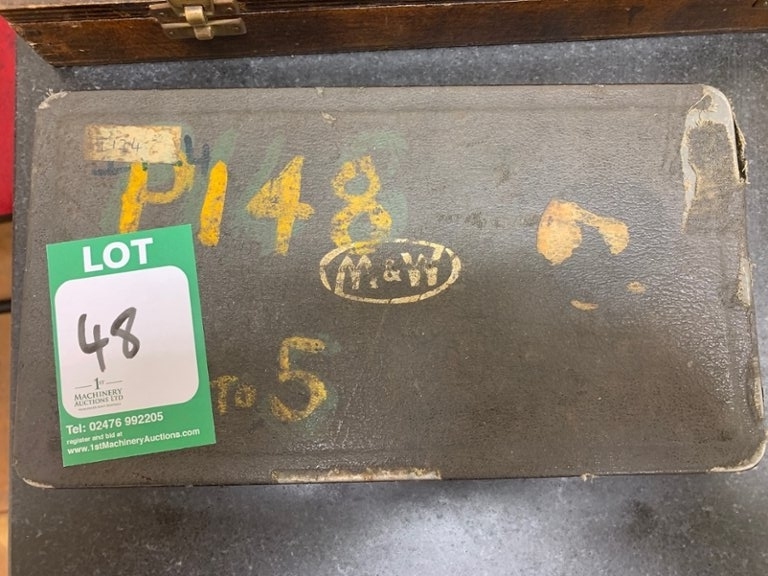 P148
M.&W
TO 5
LOT
48
1ST
MACHINERY
AUCTIONS LTD
Tel: 02476 992205
register and bid at
www.1stMachineryAuctions.com